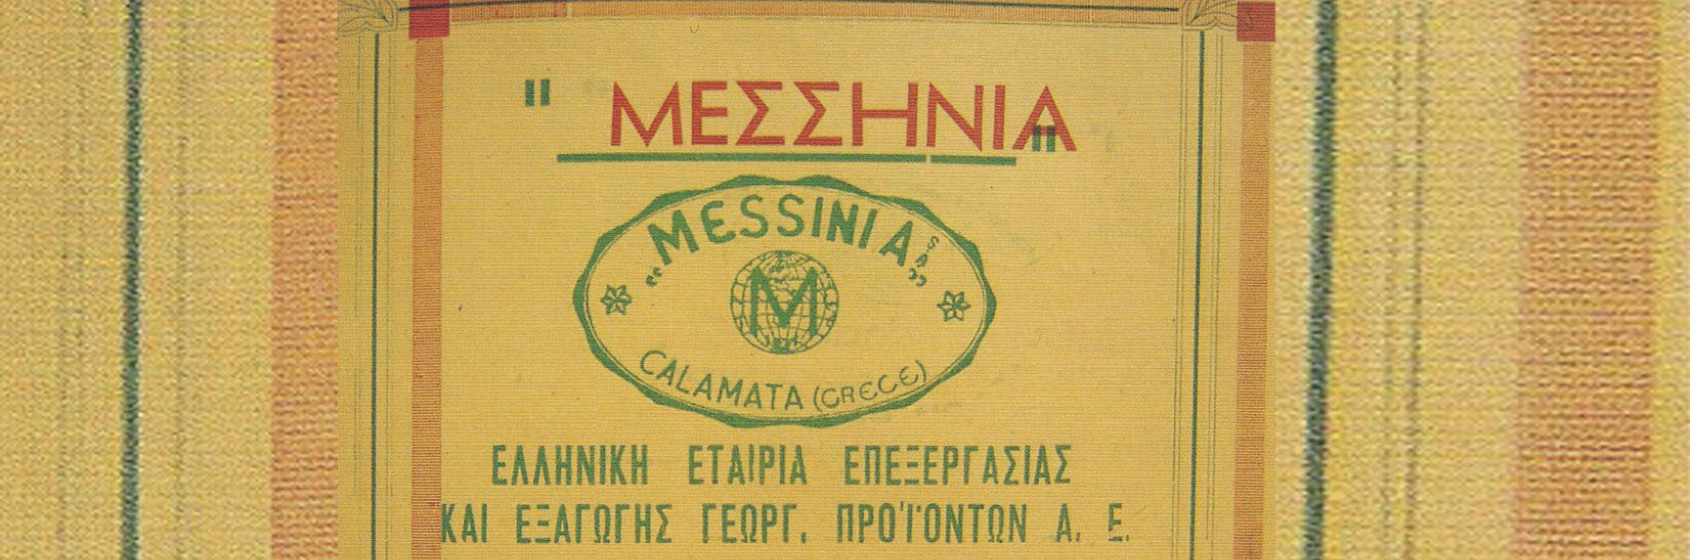 " ΜΕΣΣΗΝΙΑ "
“MESSINIA” S.A.
M
CALAMATA (GRECE)
ΕΛΛΗΝΙΚΗ ΕΤΑΙΡΙΑ ΕΠΕΞΕΡΓΑΣΙΑΣ
ΚΑΙ ΕΞΑΓΩΓΗΣ ΓΕΩΡΓ. ΠΡΟΪΟΝΤΩΝ Α. Ε.